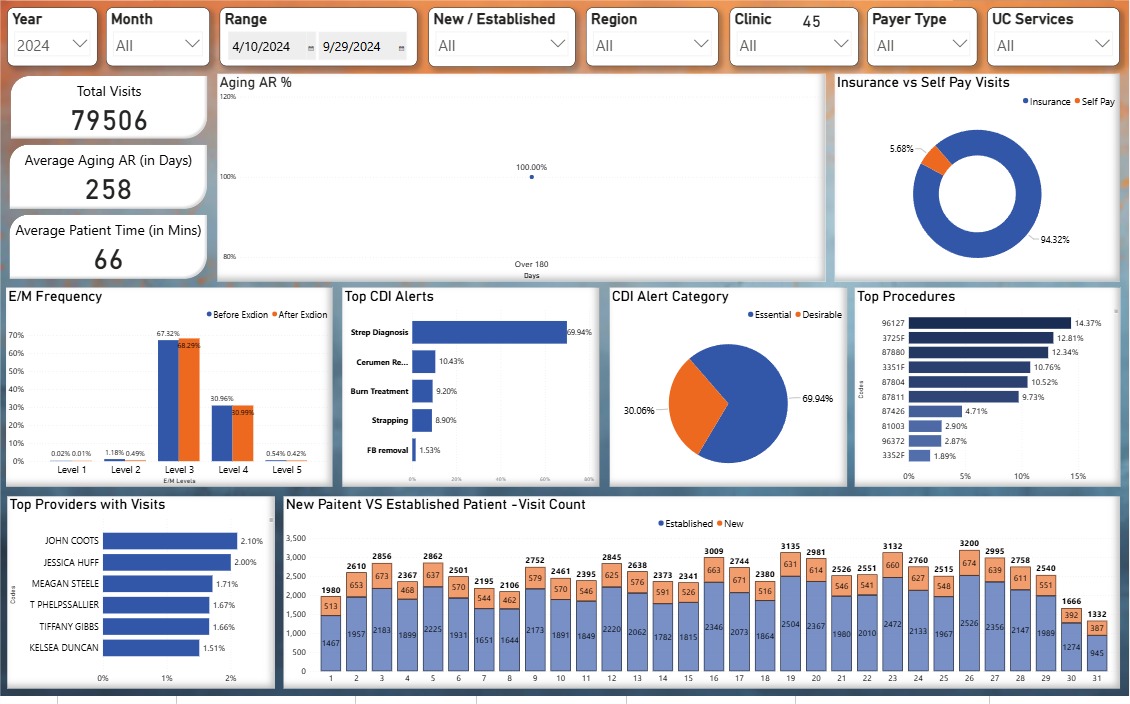 Year
2024
Month
All
Range
4/10/2024
9/29/2024
New / Established
All
Region
All
Clinic 45
All
Payer Type
All
UC Services
All
Total Visits
79506
Average Aging AR (in Days)
258
Average Patient Time (in Mins)
66
Aging AR %
120%
100%
80%
100.00%
Over 180
Days
Insurance vs Self Pay Visits
Insurance Self Pay
5.68%
94.32%
E/M Frequency
Before Exdion After Exdion
70%
60%
50%
40%
30%
20%
10%
0%
0.02% 0.01%
1.18% 0.49%
67.32%
68.29%
30.96%
30.99%
0.54% 0.42%
Level 1 Level 2 Level 3 Level 4 Level 5
E/M Levels
Top CDI Alerts
Strep Diagnosis 69.94%
Cerumen Re... 10.43%
Burn Treatment 9.20%
Strapping 8.90%
FB removal 1.53%
0% 20% 40% 60% 80%
CDI Alert Category
Essential Desirable
30.06%
69.94%
Top Procedures
Codes
96127 14.37%
3725F 12.81%
87880 12.34%
3351F 10.76%
87804 10.52%
87811 9.73%
87426 4.71%
81003 2.90%
96372 2.87%
3352F 1.89%
0% 5% 10% 15%
Top Providers with Visits
Codes
JOHN COOTS 2.10%
JESSICA HUFF 2.00%
MEAGAN STEELE 1.71%
T PHELPSSALLIER 1.67%
TIFFANY GIBBS 1.66%
KELSEA DUNCAN 1.51%
0% 1% 2%
New Paitent VS Established Patient -Visit Count
Established New
3,500
3,000
2,500
2,000
1,500
1,000
500
0
1980 2610 2856 2367 2862 2501 2195 2106 2752 2461 2395 2845 2638 2373 2341 3009 2744 2380 3135 2981 2526 2551 3132 2760 2515 3200 2995 2758 2540 1666 1332
513 653 673 468 637 570 544 462 579 570 546 625 576 591 526 663 671 516 631 614 546 541 660 627 548 674 639 611 551 392 387
1467 1957 2183 1899 2225 1931 1651 1644 2173 1891 1849 2220 2062 1782 1815 2346 2073 1864 2504 2367 1980 2010 2472 2133 1967 2526 2356 2147 1989 1274 945
1 2 3 4 5 6 7 8 9 10 11 12 13 14 15 16 17 18 19 20 21 22 23 24 25 26 27 28 29 30 31